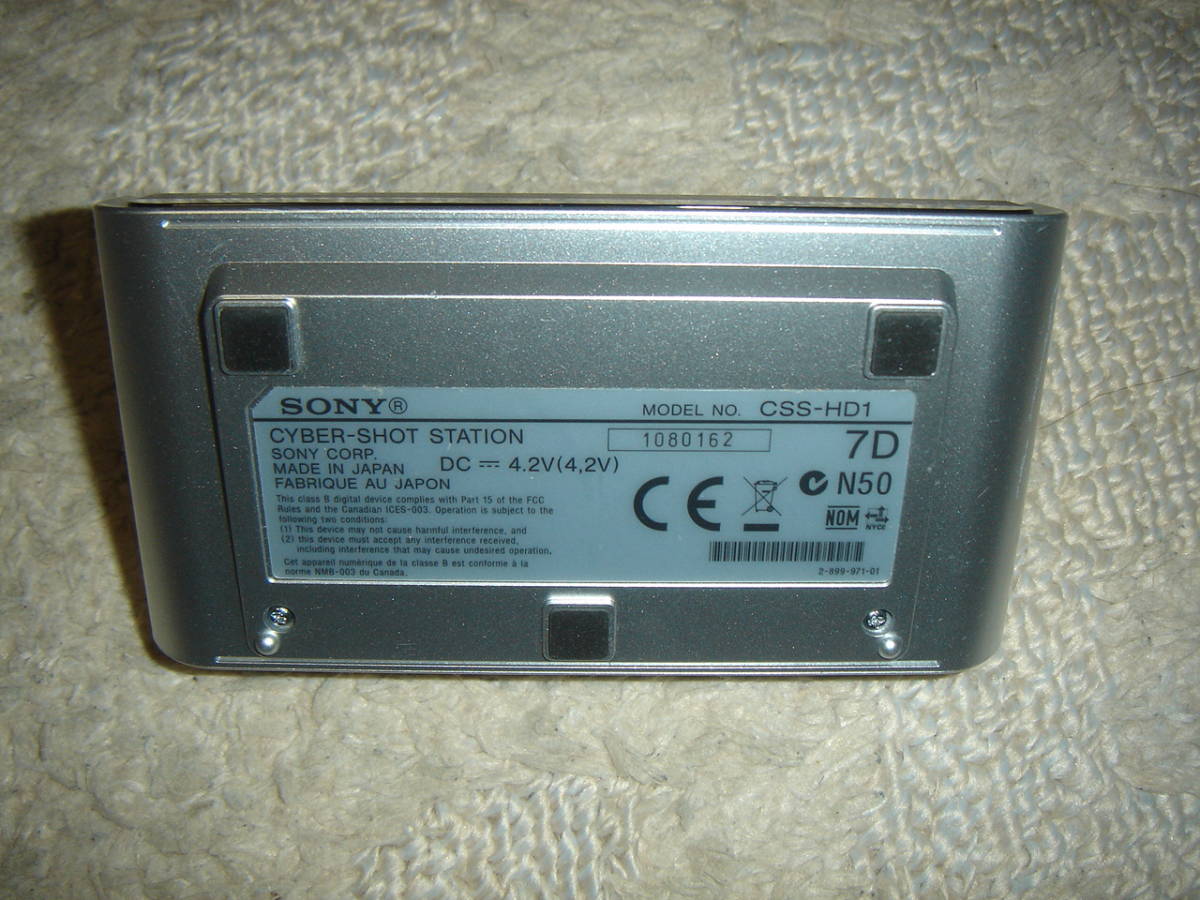 SONY®
MODEL NO. CSS-HD1
CYBER-SHOT STATION
1080162
7D
SONY CORP.
MADE IN JAPAN
DC ⎓ 4.2V(4,2V)
FABRIQUE AU JAPON
CE
N50
This class B digital device complies with Part 15 of the FCC
Rules and the Canadian ICES-003. Operation is subject to the
following two conditions:
(1) This device may not cause harmful interference, and
(2) this device must accept any interference received,
including interference that may cause undesired operation.
NOM
NYCE
Cet appareil numérique de la classe B est conforme à la
norme NMB-003 du Canada.
2-899-971-01